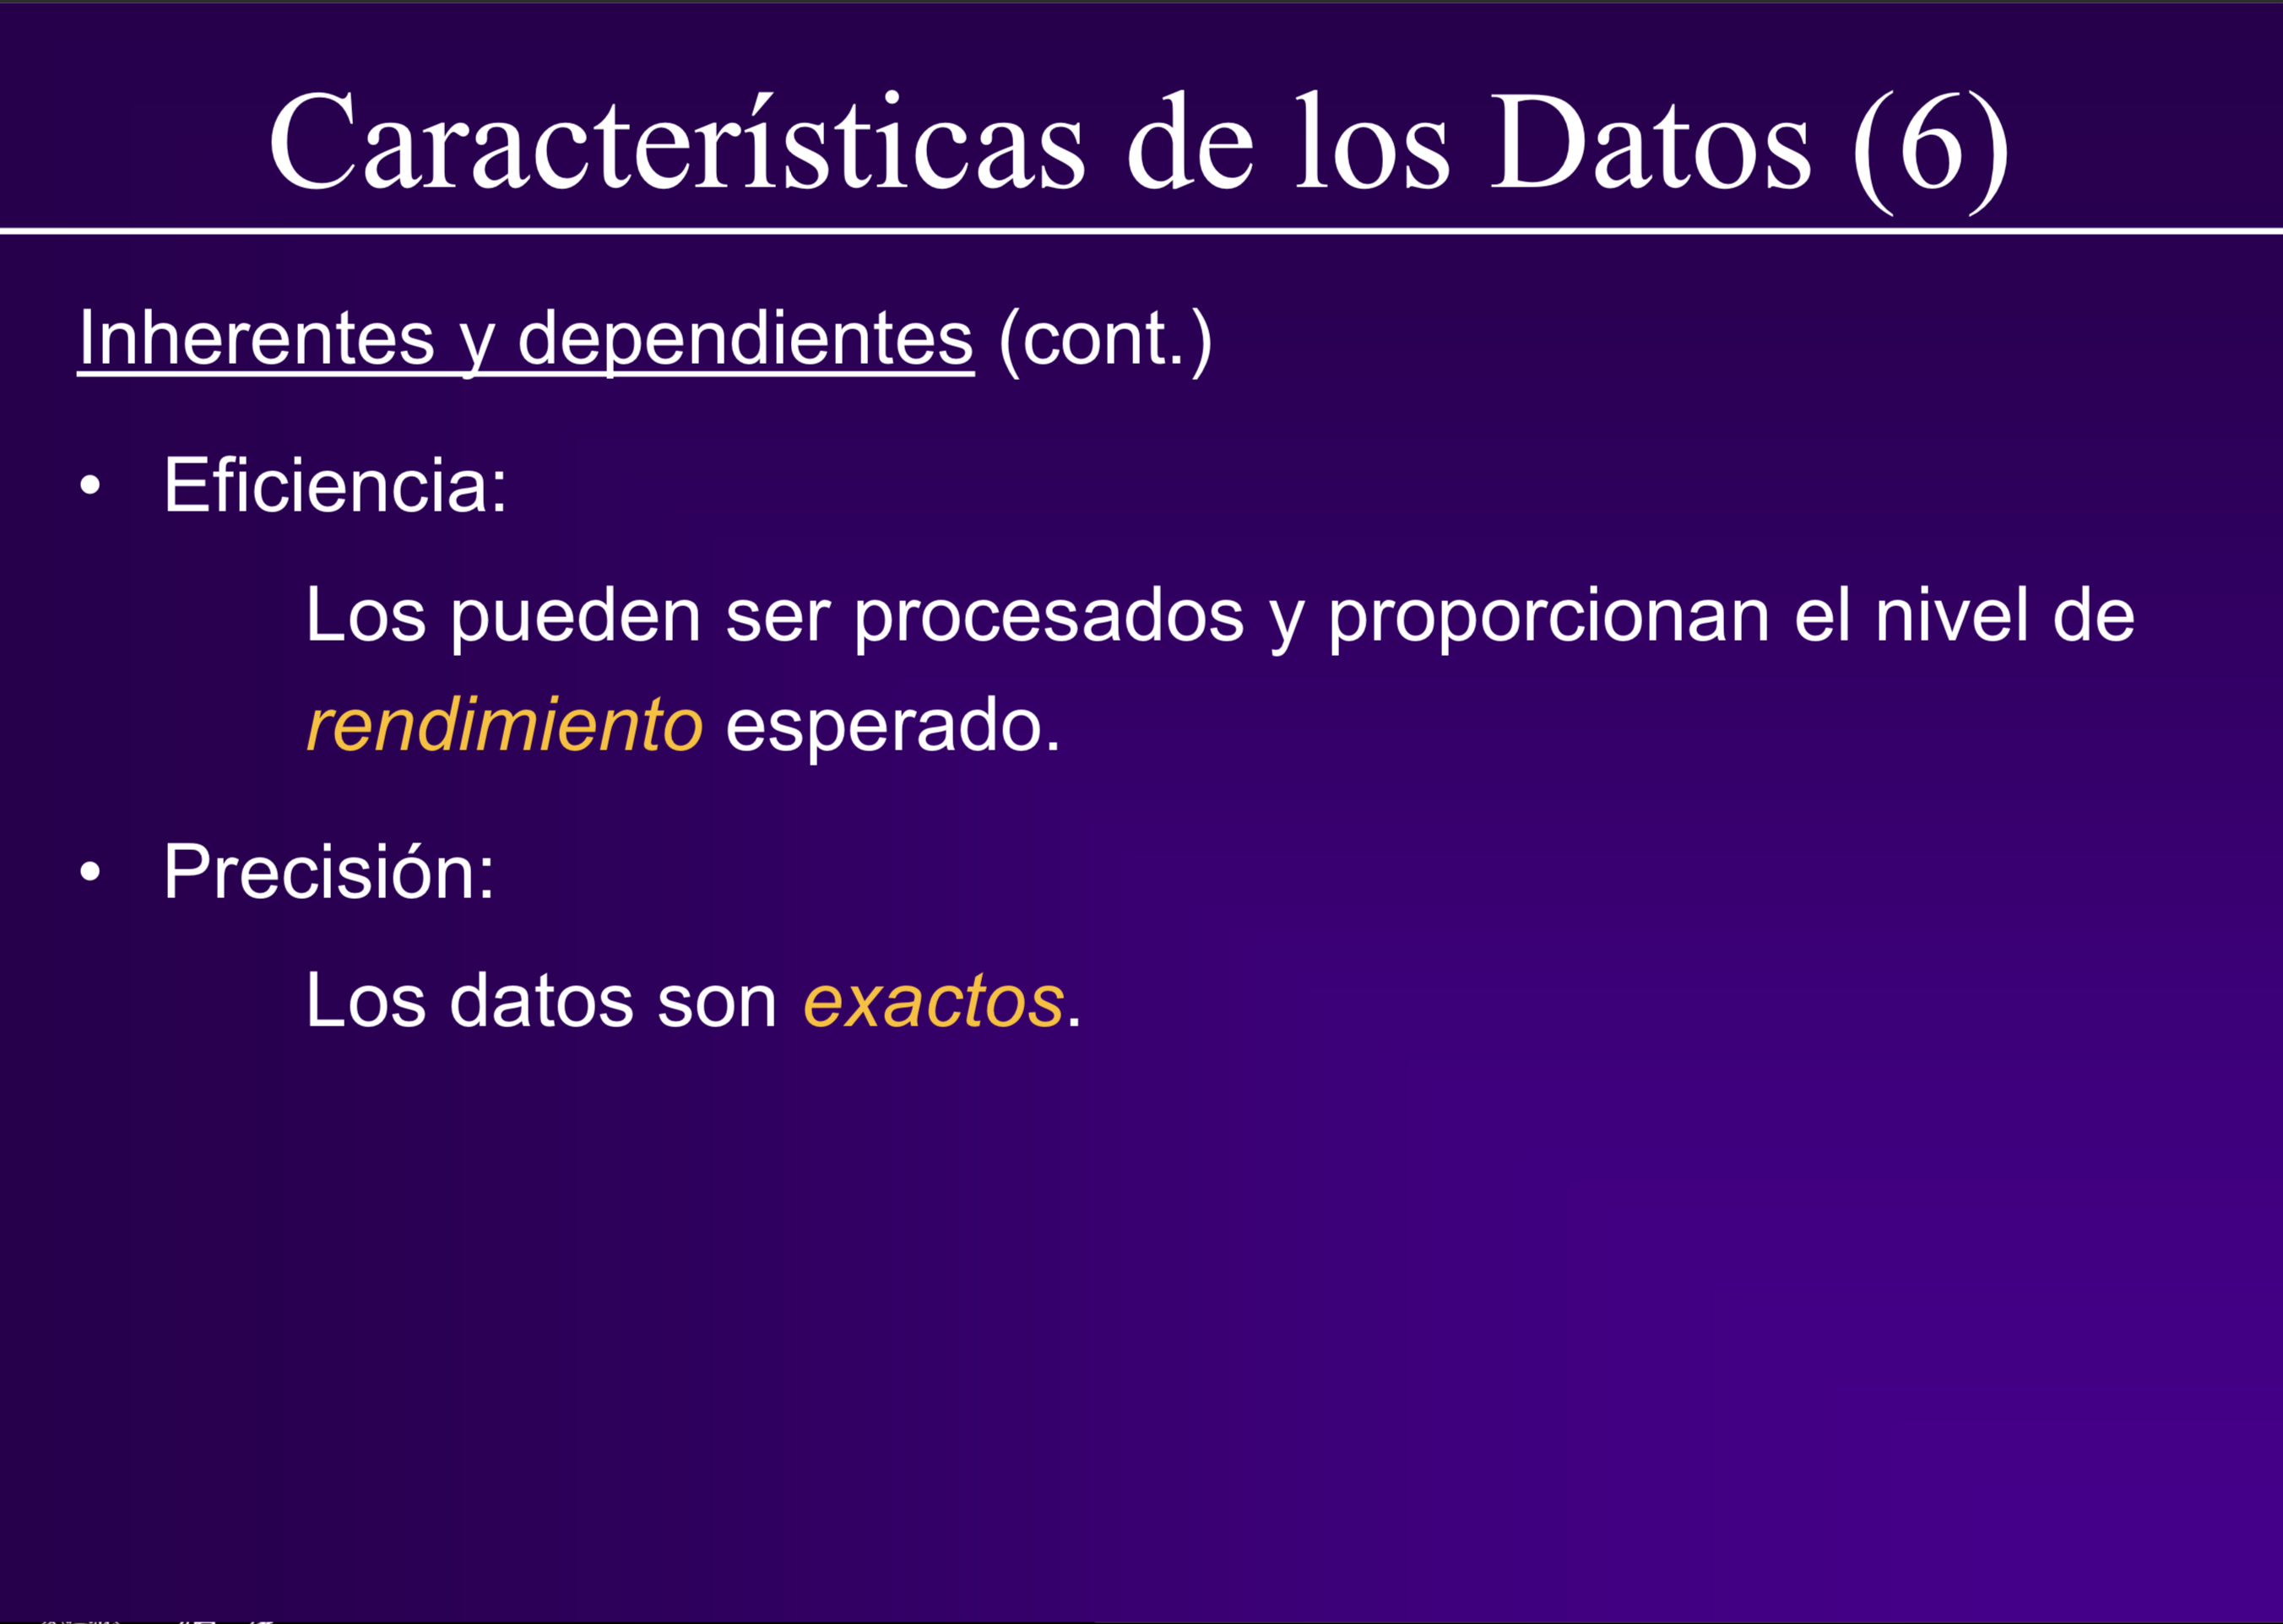 Características de los Datos (6)
Inherentes y dependientes (cont.)
• Eficiencia:
Los pueden ser procesados y proporcionan el nivel de
rendimiento esperado.
• Precisión:
Los datos son exactos.